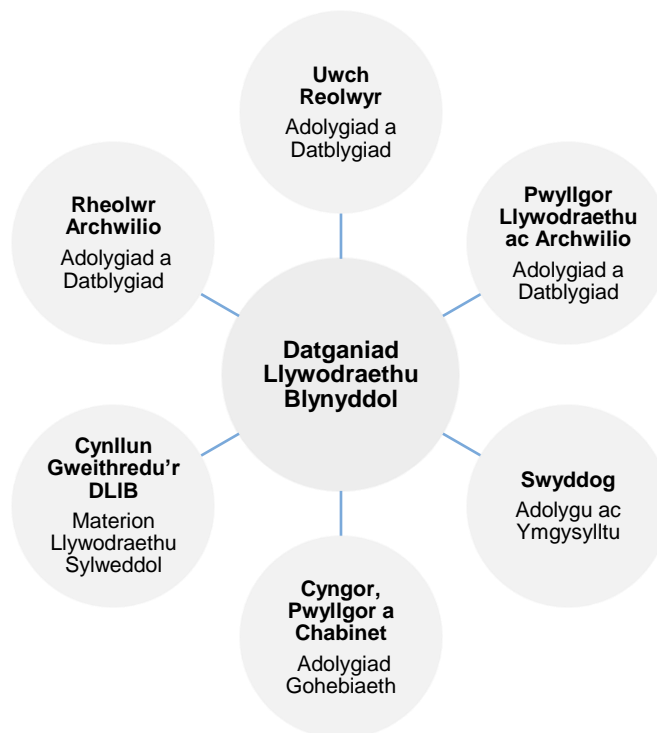 Uwch
Reolwyr
Adolygiad a
Datblygiad
Pwyllgor
Llywodraethu
ac Archwilio
Adolygiad a
Datblygiad
Swyddog
Adolygu ac
Ymgysylltu
Cyngor,
Pwyllgor a
Chabinet
Adolygiad
Gohebiaeth
Cynllun
Gweithredu’r
DLlB
Materion
Llywodraethu
Sylweddol
Rheolwr
Archwilio
Adolygiad a
Datblygiad
Datganiad
Llywodraethu
Blynyddol